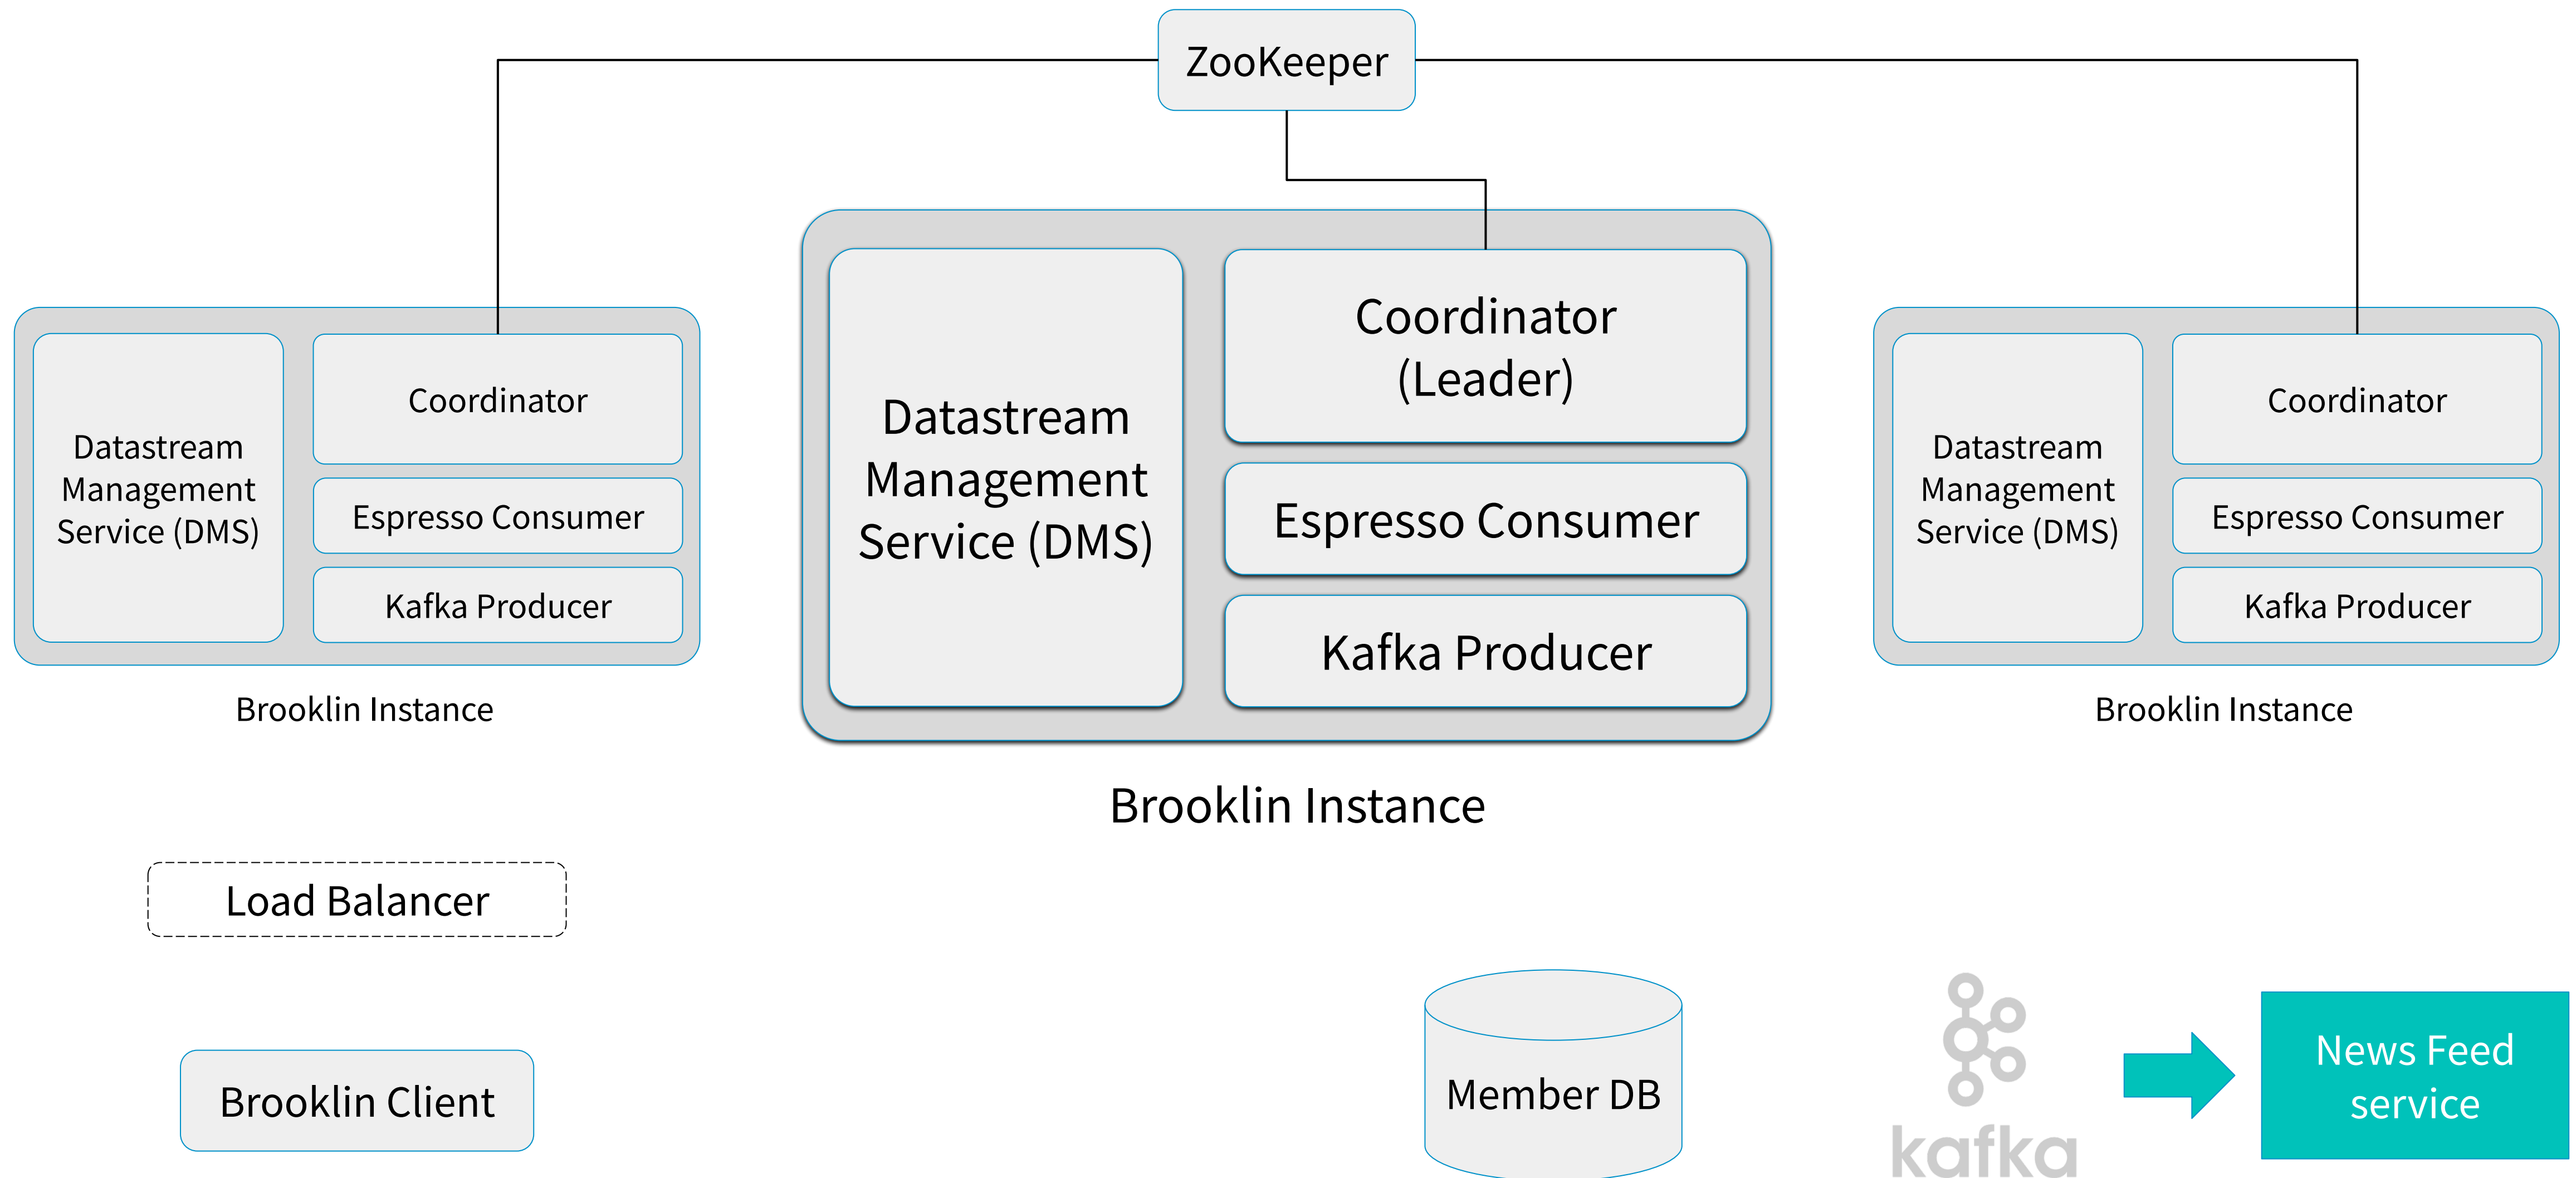 ZooKeeper
Datastream
Management
Service (DMS)
Coordinator
Espresso Consumer
Kafka Producer
Brooklin Instance
Datastream
Management
Service (DMS)
Coordinator
(Leader)
Espresso Consumer
Kafka Producer
Brooklin Instance
Datastream
Management
Service (DMS)
Coordinator
Espresso Consumer
Kafka Producer
Brooklin Instance
Load Balancer
Brooklin Client
Member DB
kafka
News Feed
service